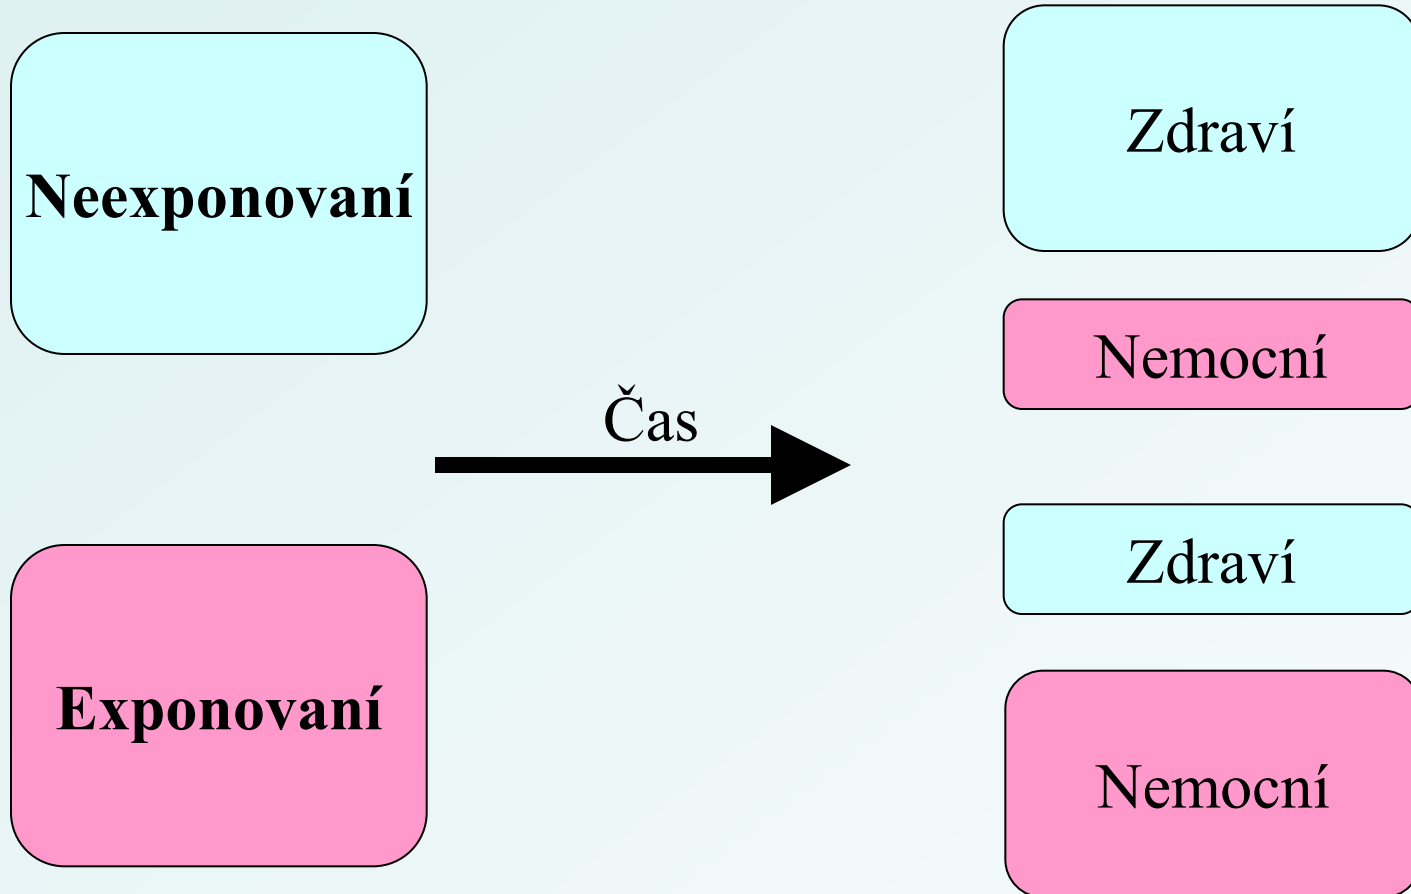 Neexponovaní
Exponovaní
Čas
Zdraví
Nemocní
Zdraví
Nemocní